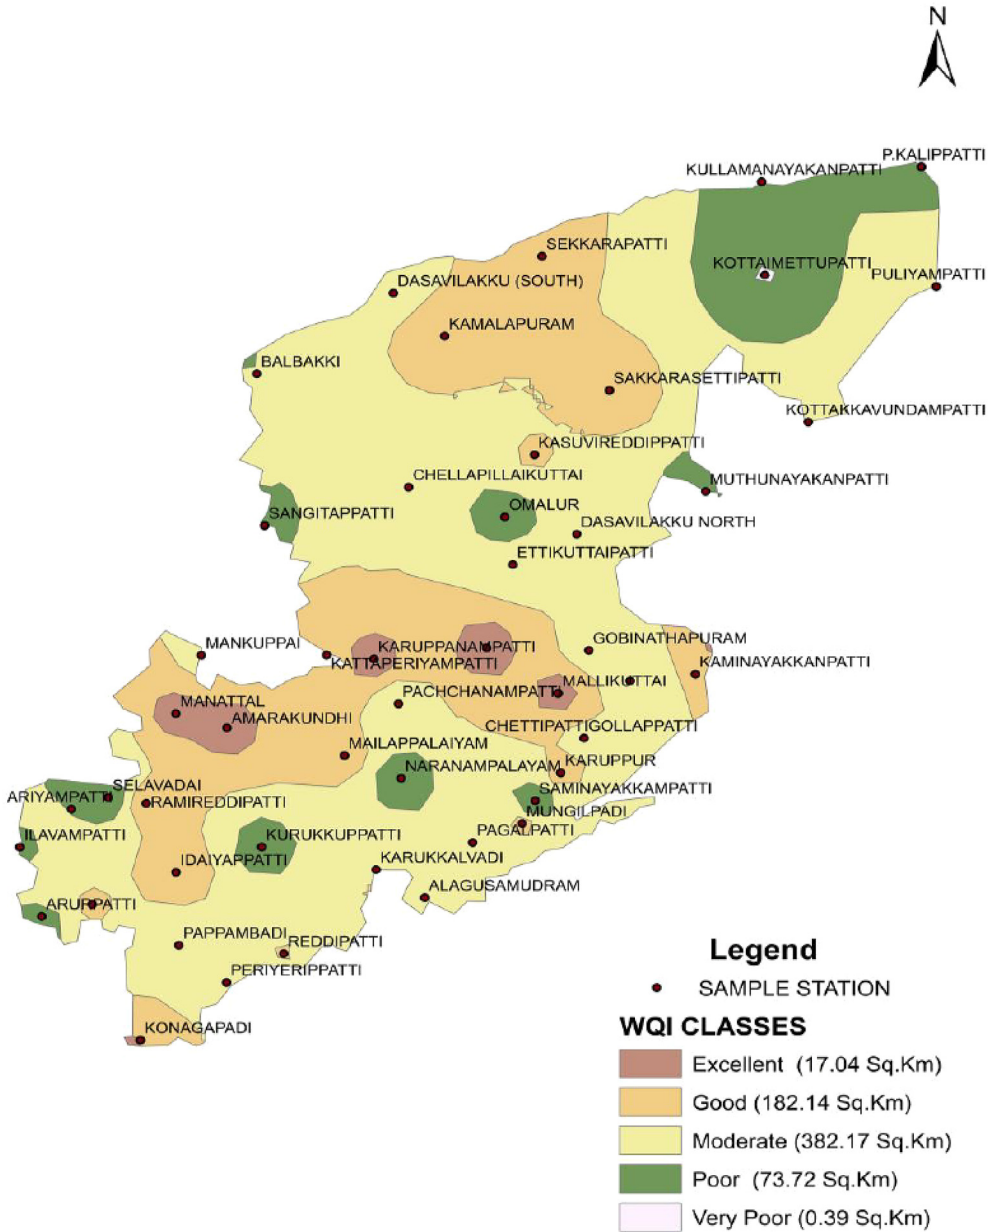 N
P.KALIPPATTI
KULLAMANAYAKANPATTI
SEKKARAPATTI
KOTTAIMETTUPATTI
PULIYAMPATTI
DASAVILAKKU (SOUTH)
KAMALAPURAM
BALBAKKI
SAKKARASETTIPATTI
KOTTAKKAVUNDAMPATTI
KASUVIREDDIPPATTI
CHELLAPILLAIKUTTAI
MUTHUNAYAKANPATTI
OMALUR
SANGITAPPATTI
DASAVILAKKU NORTH
ETTIKUTTAIPATTI
MANKUPPAI
KARUPPANAMPATTI
GOBINATHAPURAM
KATTAPERIYAMPATTI
KAMINAYAKKANPATTI
MALLIKUTTAI
MANATTAL
PACHCHANAMPATTI
AMARAKUNDHI
CHETTIPATTIGOLLAPPATTI
MAILAPPALAIYAM
NARANAMPALAYAM
KARUPPUR
SELAVADAI
SAMINAYAKKAMPATTI
ARIYAMPATTI
RAMIREDDIPATTI
MUNGILPADI
ILAVAMPATTI
KURUKKUPPATTI
PAGALPATTI
IDAIYAPPATTI
KARUKKALVADI
ALAGUSAMUDRAM
ARURPATTI
PAPPAMBADI
REDDIPATTI
PERIYERIPPATTI
KONAGAPADI
Legend
SAMPLE STATION
WQI CLASSES
Excellent (17.04 Sq.Km)
Good (182.14 Sq.Km)
Moderate (382.17 Sq.Km)
Poor (73.72 Sq.Km)
Very Poor (0.39 Sq.Km)